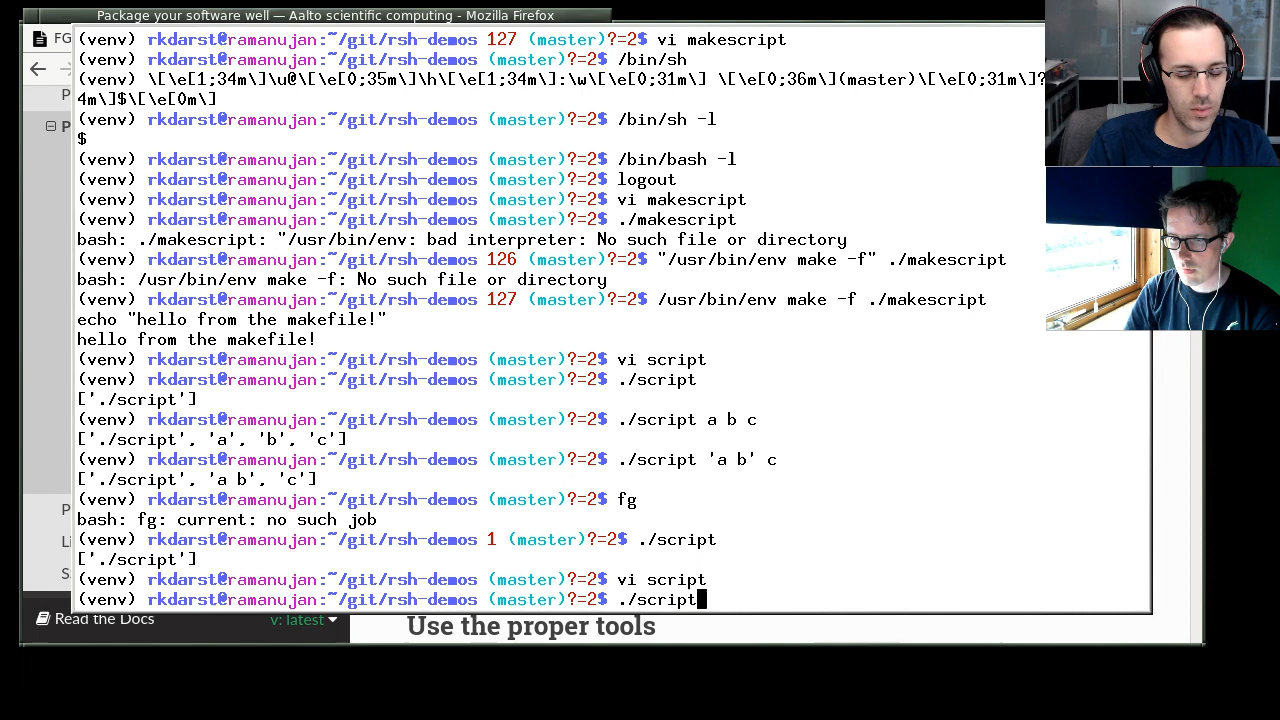 Package your software well — Aalto scientific computing - Mozilla Firefox
FG
P
P
P
Li
S
(venv) rkdarst@ramanujan:~/git/rsh-demos 127 (master)?=2$ vi makescript
(venv) rkdarst@ramanujan:~/git/rsh-demos (master)?=2$ /bin/sh
(venv) \[\e[1;34m\]\u@\[\e[0;35m\]\h\[\e[1;34m\]:\w\[\e[0;31m\] \[\e[0;36m\](master)\[\e[0;31m\]?
4m\]$\[\e[0m\]
(venv) rkdarst@ramanujan:~/git/rsh-demos (master)?=2$ /bin/sh -l
$
(venv) rkdarst@ramanujan:~/git/rsh-demos (master)?=2$ /bin/bash -l
(venv) rkdarst@ramanujan:~/git/rsh-demos (master)?=2$ logout
(venv) rkdarst@ramanujan:~/git/rsh-demos (master)?=2$ vi makescript
(venv) rkdarst@ramanujan:~/git/rsh-demos (master)?=2$ ./makescript
bash: ./makescript: "/usr/bin/env: bad interpreter: No such file or directory
(venv) rkdarst@ramanujan:~/git/rsh-demos 126 (master)?=2$ "/usr/bin/env make -f" ./makescript
bash: /usr/bin/env make -f: No such file or directory
(venv) rkdarst@ramanujan:~/git/rsh-demos 127 (master)?=2$ /usr/bin/env make -f ./makescript
echo "hello from the makefile!"
hello from the makefile!
(venv) rkdarst@ramanujan:~/git/rsh-demos (master)?=2$ vi script
(venv) rkdarst@ramanujan:~/git/rsh-demos (master)?=2$ ./script
['./script']
(venv) rkdarst@ramanujan:~/git/rsh-demos (master)?=2$ ./script a b c
['./script', 'a', 'b', 'c']
(venv) rkdarst@ramanujan:~/git/rsh-demos (master)?=2$ ./script 'a b' c
['./script', 'a b', 'c']
(venv) rkdarst@ramanujan:~/git/rsh-demos (master)?=2$ fg
bash: fg: current: no such job
(venv) rkdarst@ramanujan:~/git/rsh-demos 1 (master)?=2$ ./script
['./script']
(venv) rkdarst@ramanujan:~/git/rsh-demos (master)?=2$ vi script
(venv) rkdarst@ramanujan:~/git/rsh-demos (master)?=2$ ./script
Read the Docs
v: latest
Use the proper tools